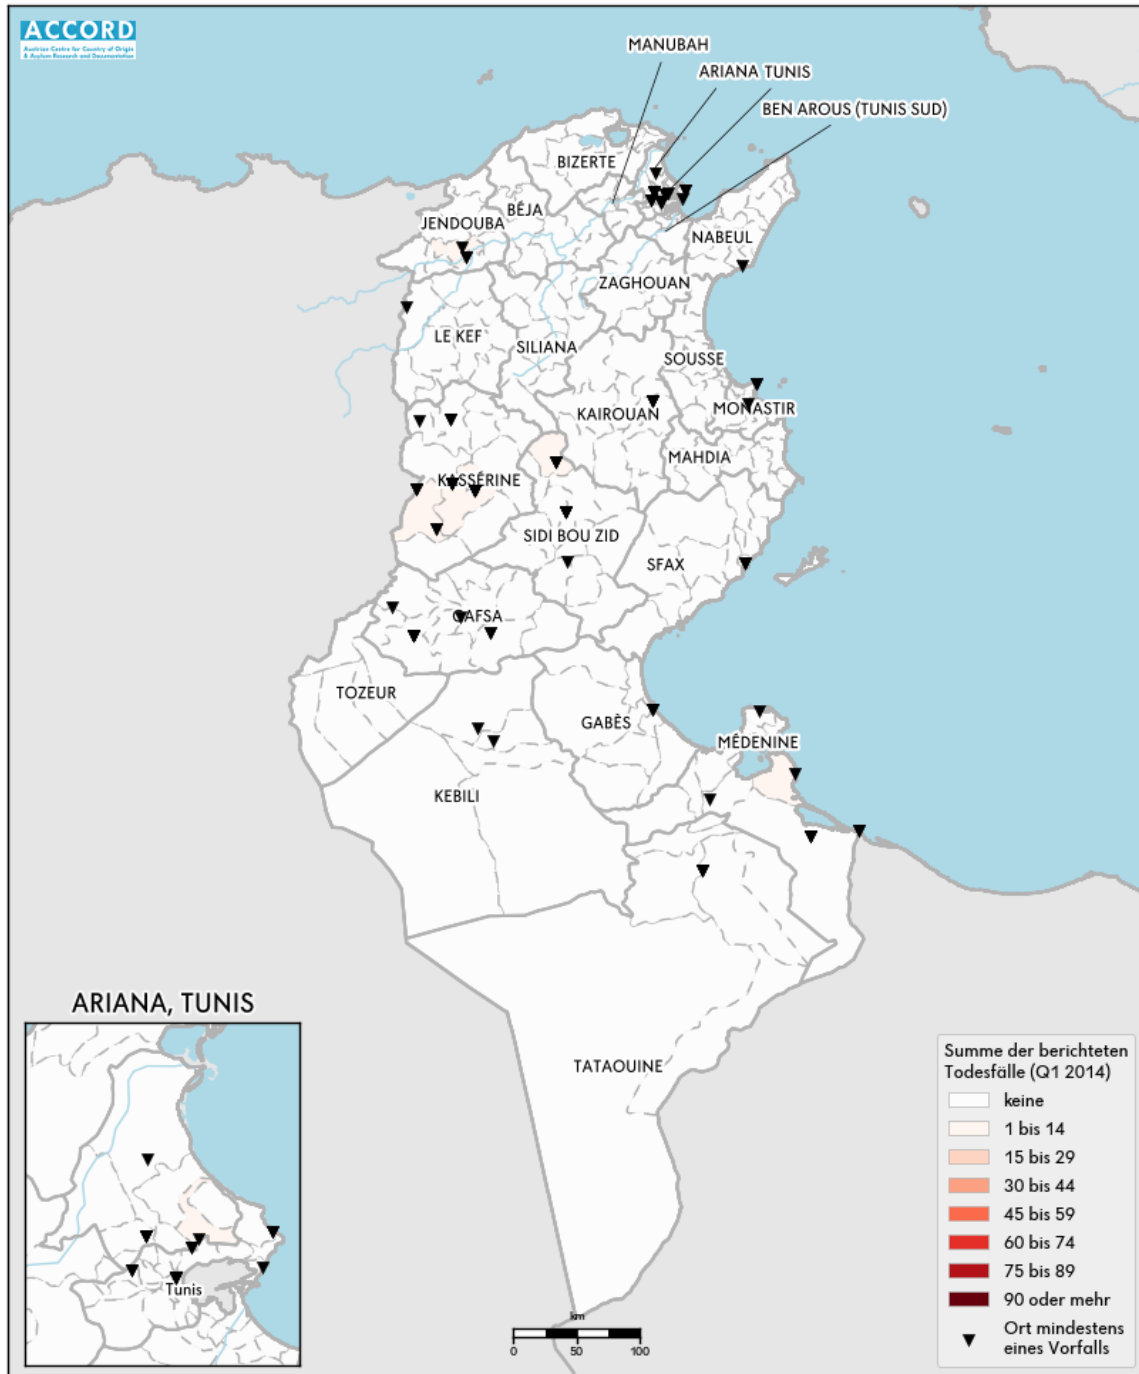 ACCORD
Austrian Centre for Country of Origin
& Asylum Research and Documentation
MANUBAH
ARIANA TUNIS
BEN AROUS (TUNIS SUD)
BIZERTE
BÉJA
JENDOUBA
NABEUL
ZAGHOUAN
LE KEF
SILIANA
SOUSSE
KAIROUAN
MONASTIR
MAHDIA
KASSÉRINE
SIDI BOU ZID
SFAX
GAFSA
TOZEUR
GABÈS
MÉDENINE
KEBILI
TATAOUINE
ARIANA, TUNIS
Tunis
km
0 50 100
Summe der berichteten
Todesfälle (Q1 2014)
keine
1 bis 14
15 bis 29
30 bis 44
45 bis 59
60 bis 74
75 bis 89
90 oder mehr
Ort mindestens
eines Vorfalls